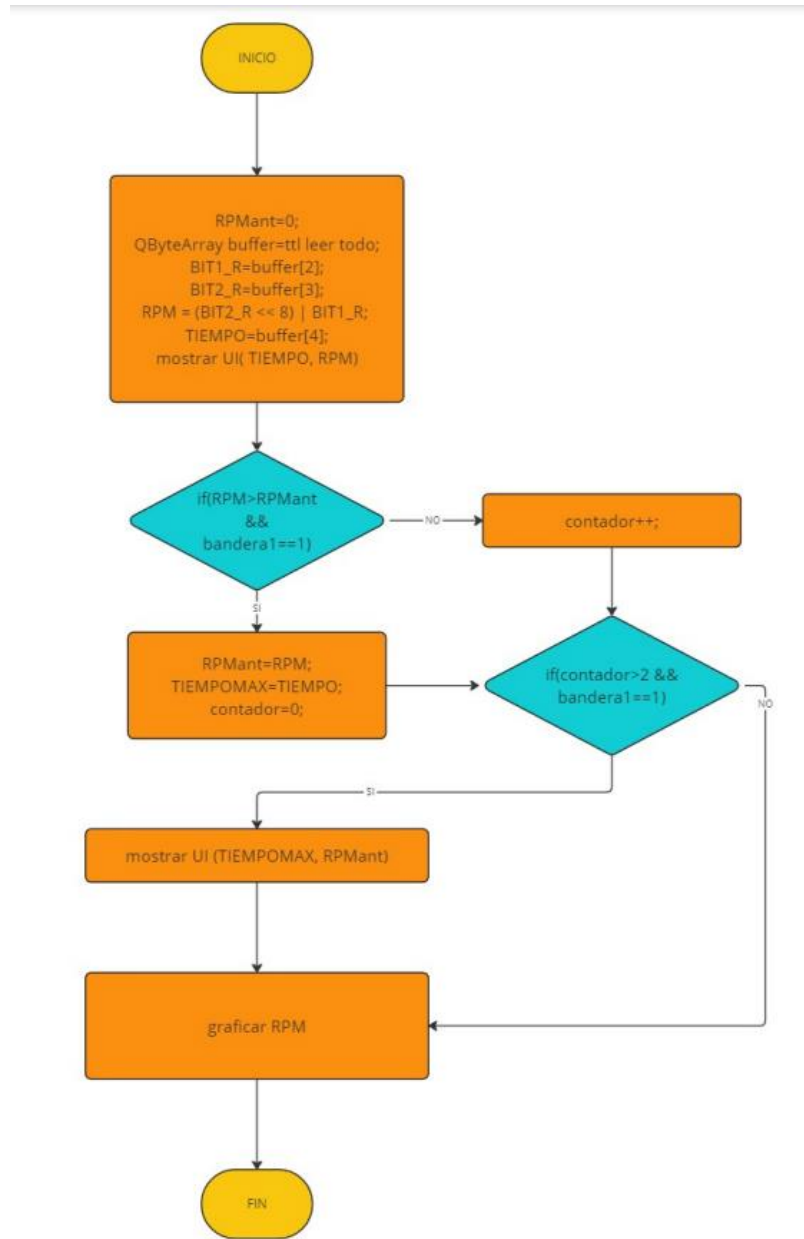 INICIO
RPMant=0;
QByteArray buffer=ttl leer todo;
BIT1_R=buffer[2];
BIT2_R=buffer[3];
RPM = (BIT2_R << 8) | BIT1_R;
TIEMPO=buffer[4];
mostrar UI( TIEMPO, RPM)
if(RPM>RPMant
&&
bandera1==1)
NO
contador++;
SI
RPMant=RPM;
TIEMPOMAX=TIEMPO;
contador=0;
if(contador>2 &&
bandera1==1)
NO
SI
mostrar UI (TIEMPOMAX, RPMant)
graficar RPM
FIN